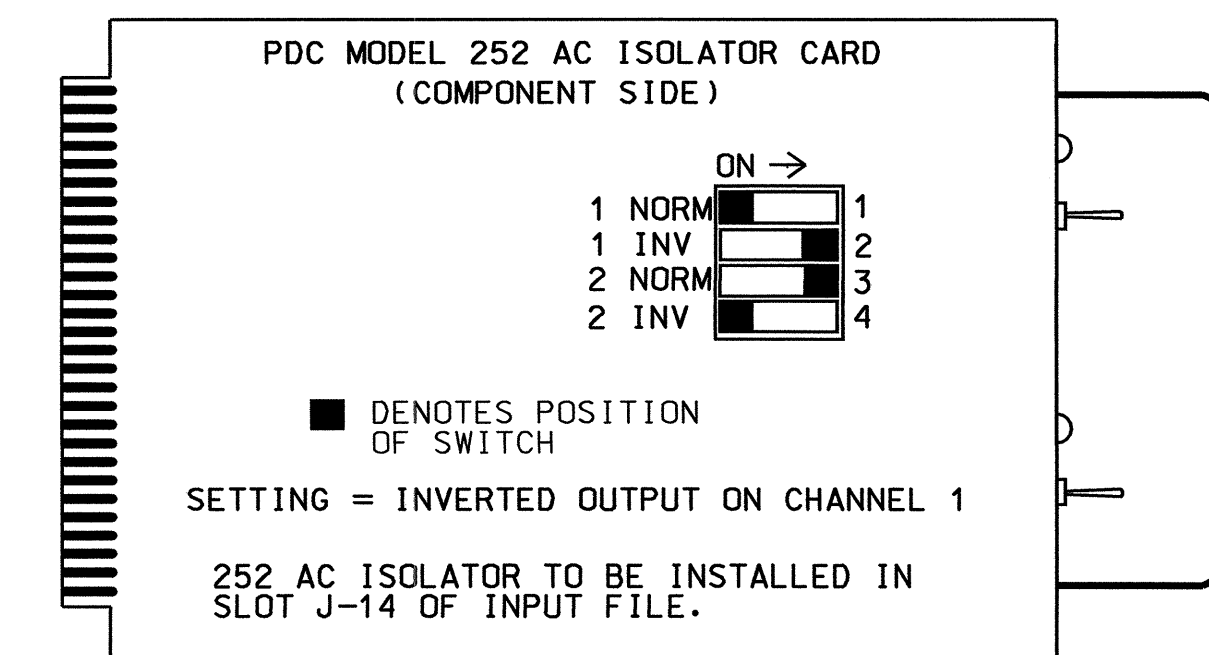 PDC MODEL 252 AC ISOLATOR CARD
(COMPONENT SIDE)
ON →
1 NORM 1
1 INV 2
2 NORM 3
2 INV 4
DENOTES POSITION
OF SWITCH
SETTING = INVERTED OUTPUT ON CHANNEL 1
252 AC ISOLATOR TO BE INSTALLED IN
SLOT J-14 OF INPUT FILE.